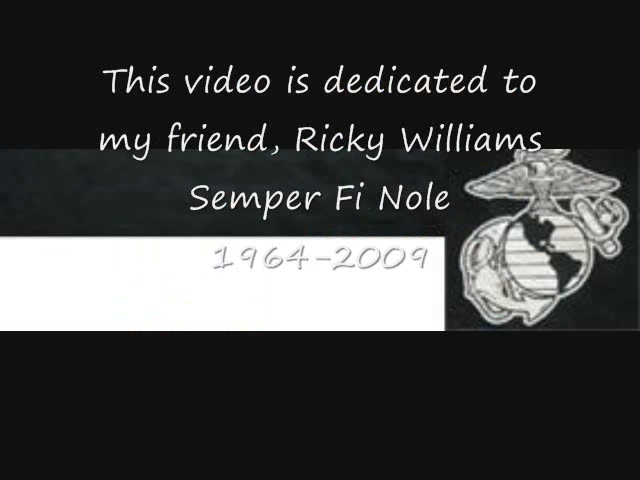 This video is dedicated to
my friend, Ricky Williams
Semper Fi Nole
1964-2009